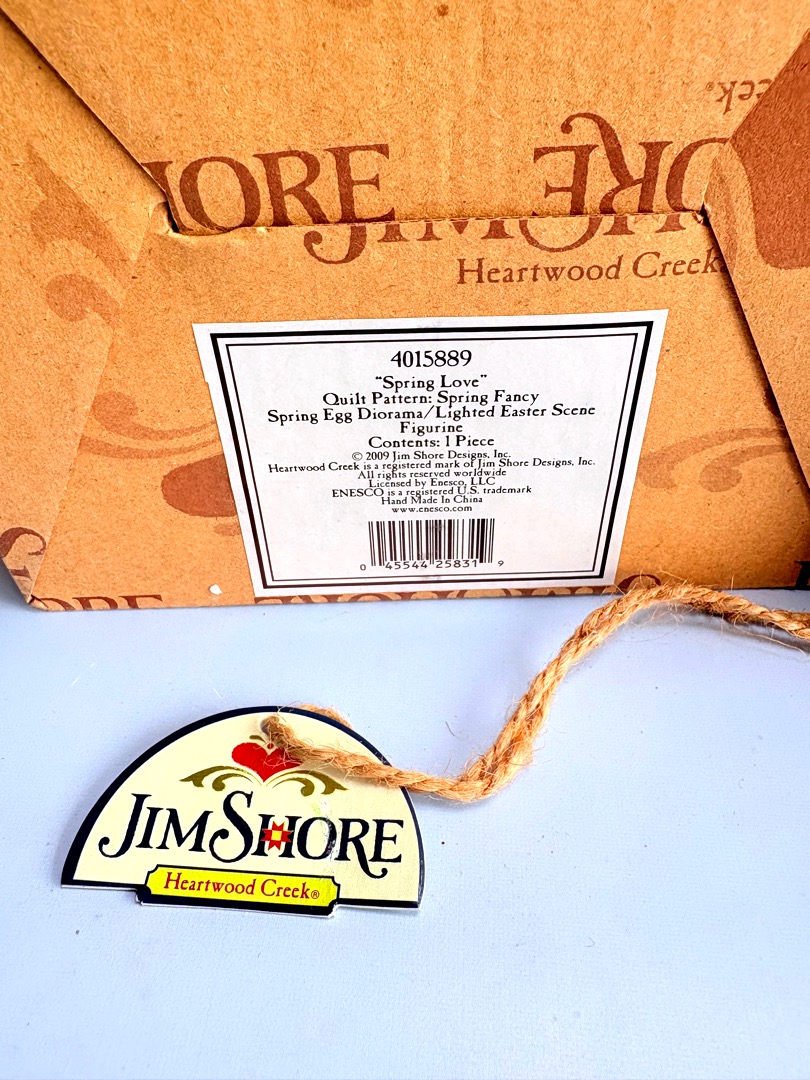 Creek®
SHORE
JIM SHORE
Heartwood Creek®
4015889
"Spring Love"
Quilt Pattern: Spring Fancy
Spring Egg Diorama/Lighted Easter Scene
Figurine
Contents: 1 Piece
© 2009 Jim Shore Designs, Inc.
Heartwood Creek is a registered mark of Jim Shore Designs, Inc.
All rights reserved worldwide
Licensed by Enesco, LLC
ENESCO is a registered U.S. trademark
Hand Made In China
www.enesco.com
0 45544 25831 9
JIM SHORE
Heartwood Creek®